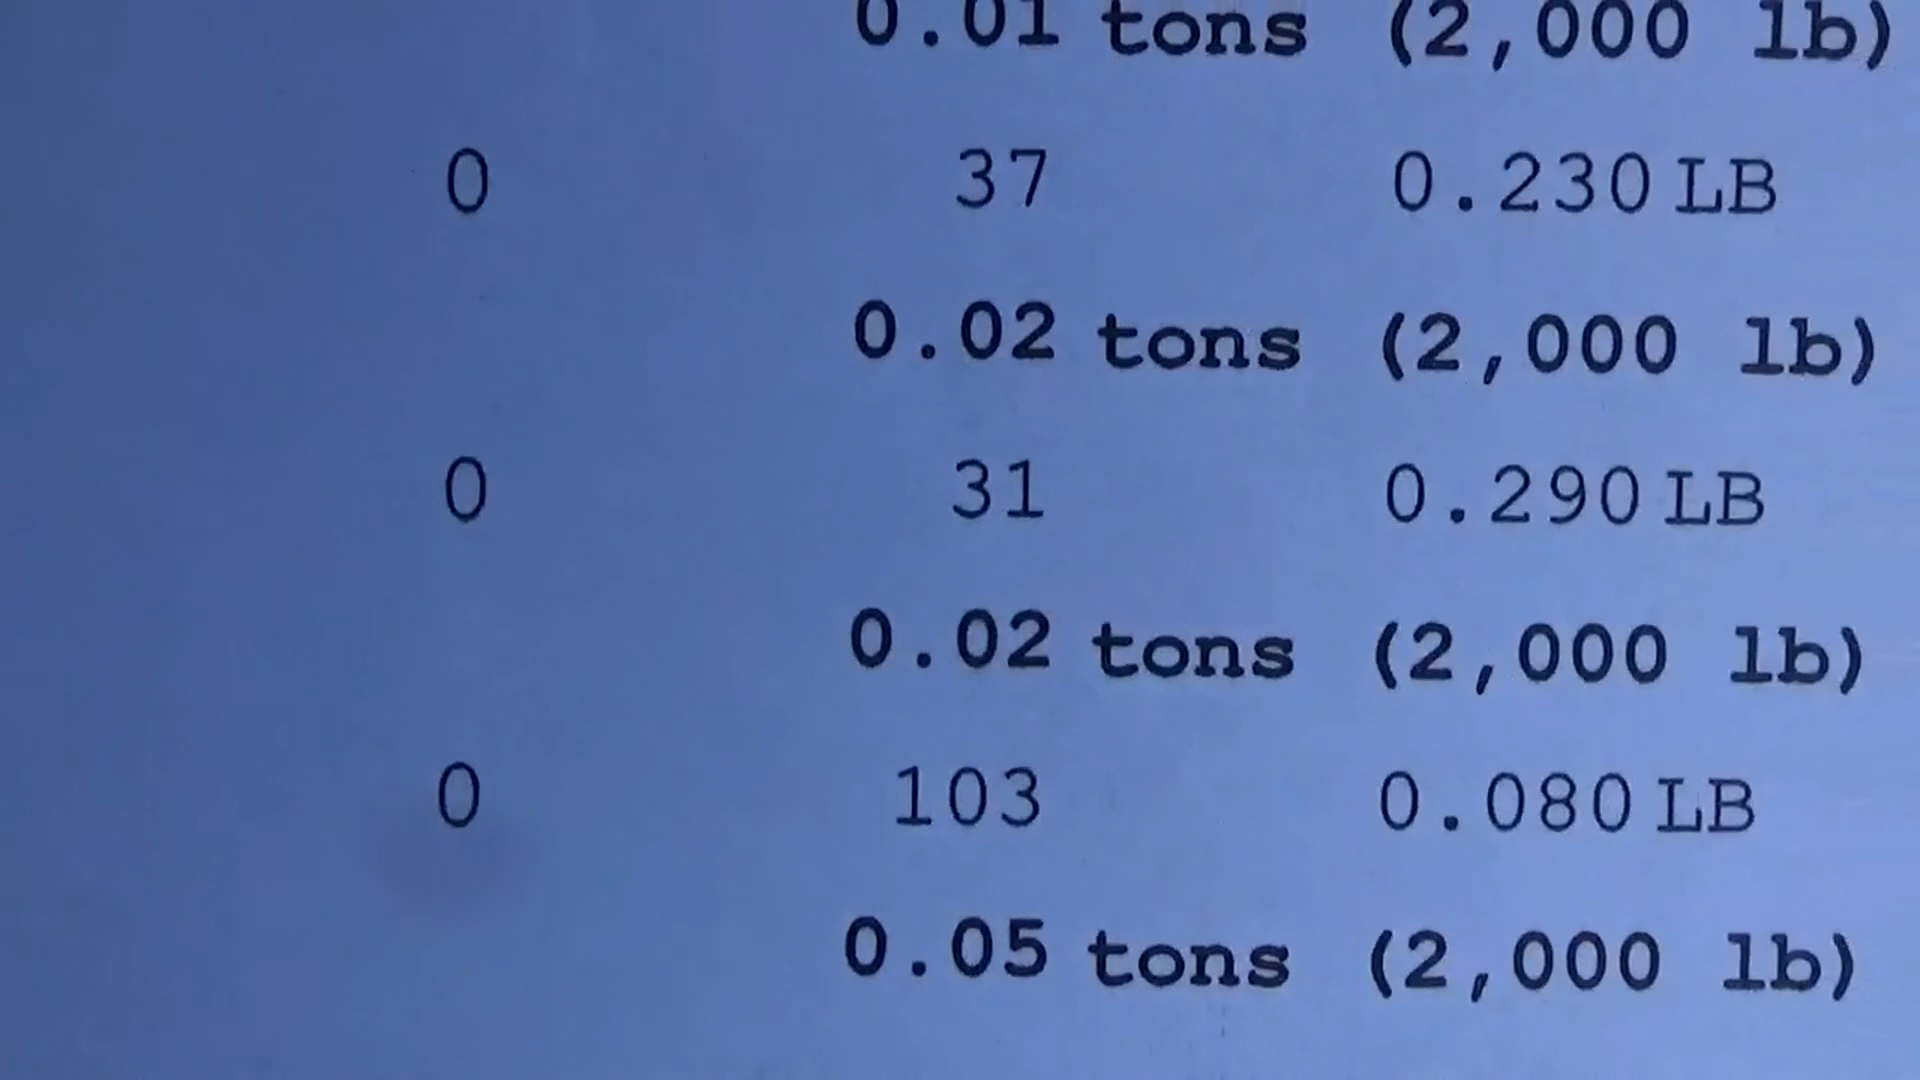 0.01 tons (2,000 lb)
0 37 0.230 LB
0.02 tons (2,000 lb)
0 31 0.290 LB
0.02 tons (2,000 lb)
0 103 0.080 LB
0.05 tons (2,000 lb)